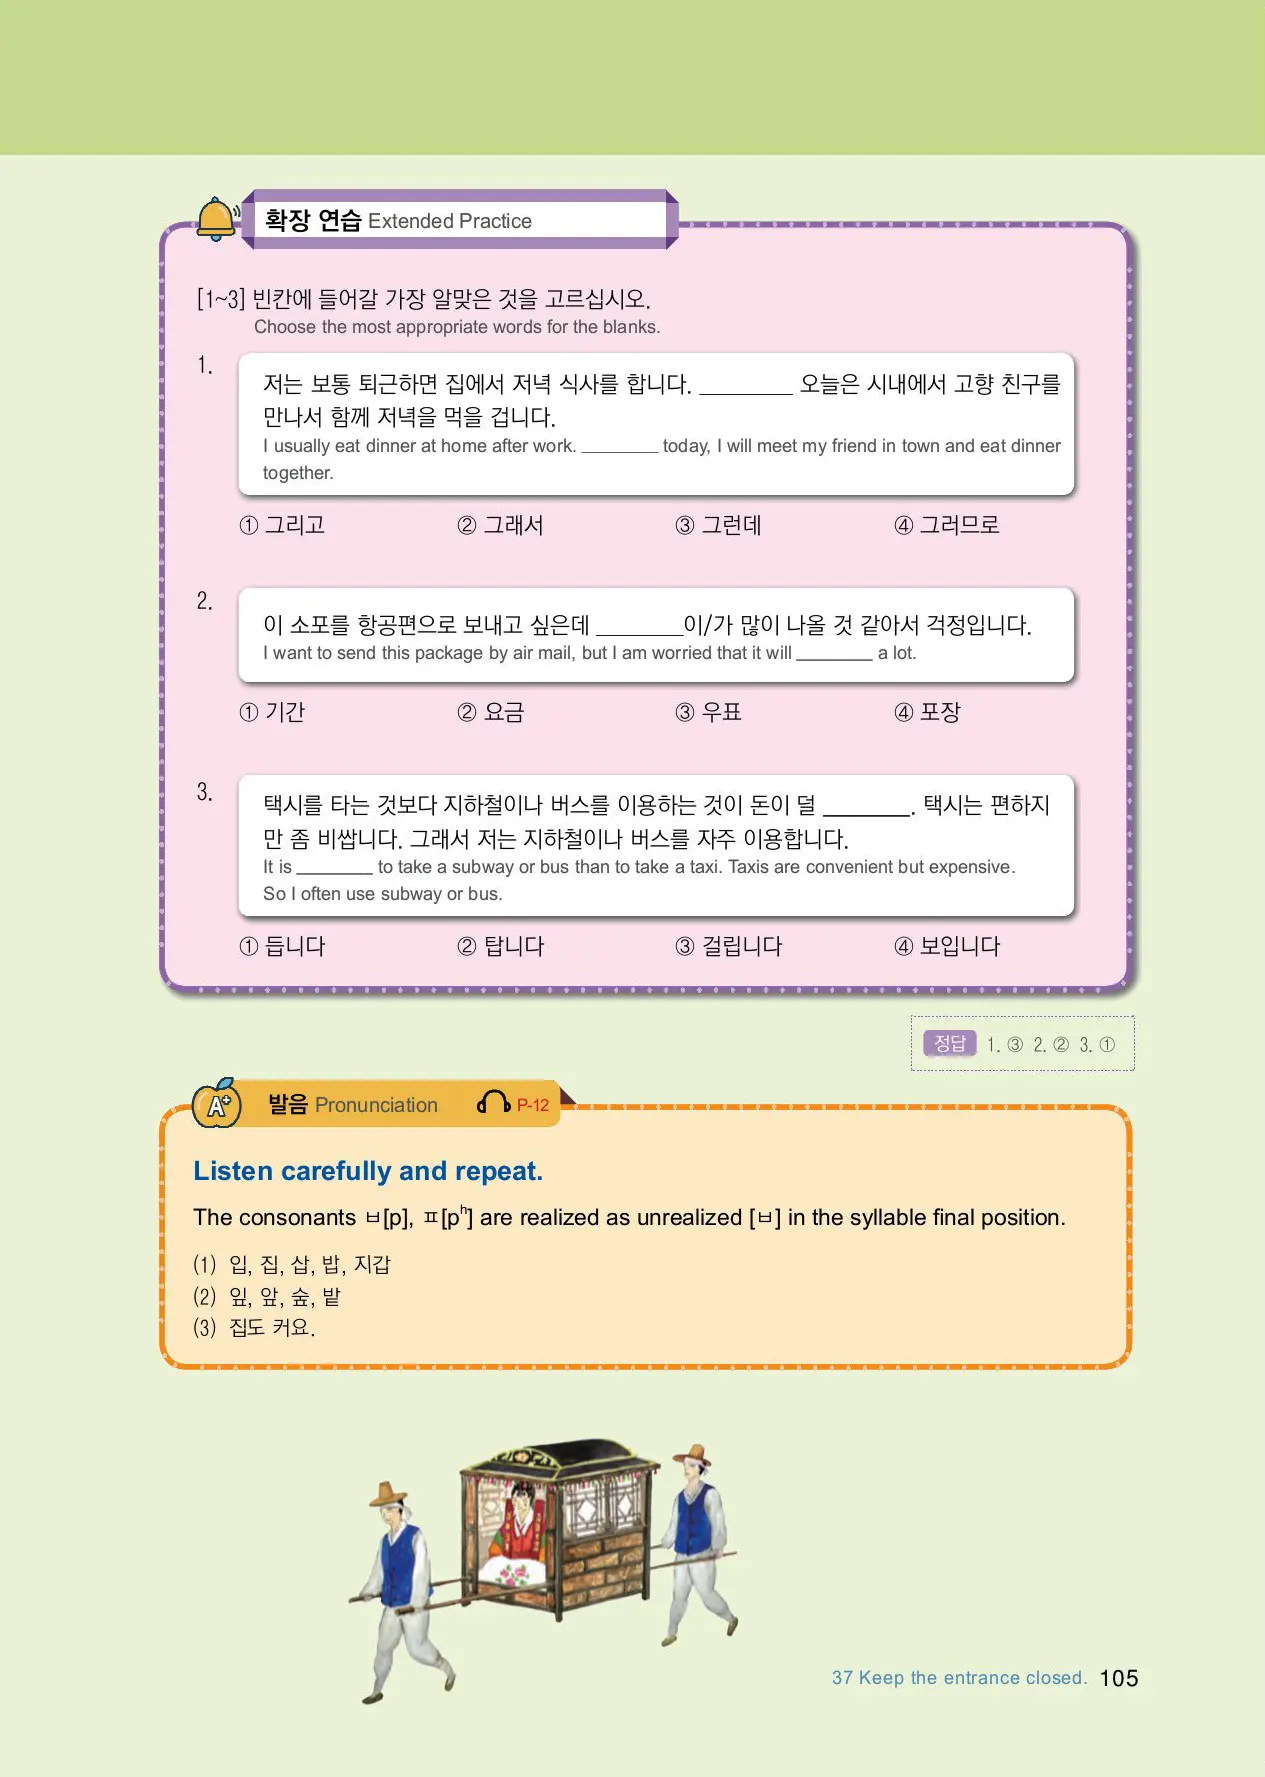 확장 연습 Extended Practice
[1~3] 빈칸에 들어갈 가장 알맞은 것을 고르십시오.
Choose the most appropriate words for the blanks.
1.
저는 보통 퇴근하면 집에서 저녁 식사를 합니다. ________ 오늘은 시내에서 고향 친구를
만나서 함께 저녁을 먹을 겁니다.
I usually eat dinner at home after work. ________ today, I will meet my friend in town and eat dinner
together.
① 그리고 ② 그래서 ③ 그런데 ④ 그러므로
2.
이 소포를 항공편으로 보내고 싶은데 ________이/가 많이 나올 것 같아서 걱정입니다.
I want to send this package by air mail, but I am worried that it will ________ a lot.
① 기간 ② 요금 ③ 우표 ④ 포장
3.
택시를 타는 것보다 지하철이나 버스를 이용하는 것이 돈이 덜 ________. 택시는 편하지
만 좀 비쌉니다. 그래서 저는 지하철이나 버스를 자주 이용합니다.
It is ________ to take a subway or bus than to take a taxi. Taxis are convenient but expensive.
So I often use subway or bus.
① 듭니다 ② 탑니다 ③ 걸립니다 ④ 보입니다
정답 1. ③ 2. ② 3. ①
A+ 발음 Pronunciation P-12
Listen carefully and repeat.
The consonants ㅂ[p], ㅍ[pʰ] are realized as unrealized [ㅂ] in the syllable final position.
(1) 입, 집, 삽, 밥, 지갑
(2) 잎, 앞, 숲, 밭
(3) 집도 커요.
37 Keep the entrance closed. 105